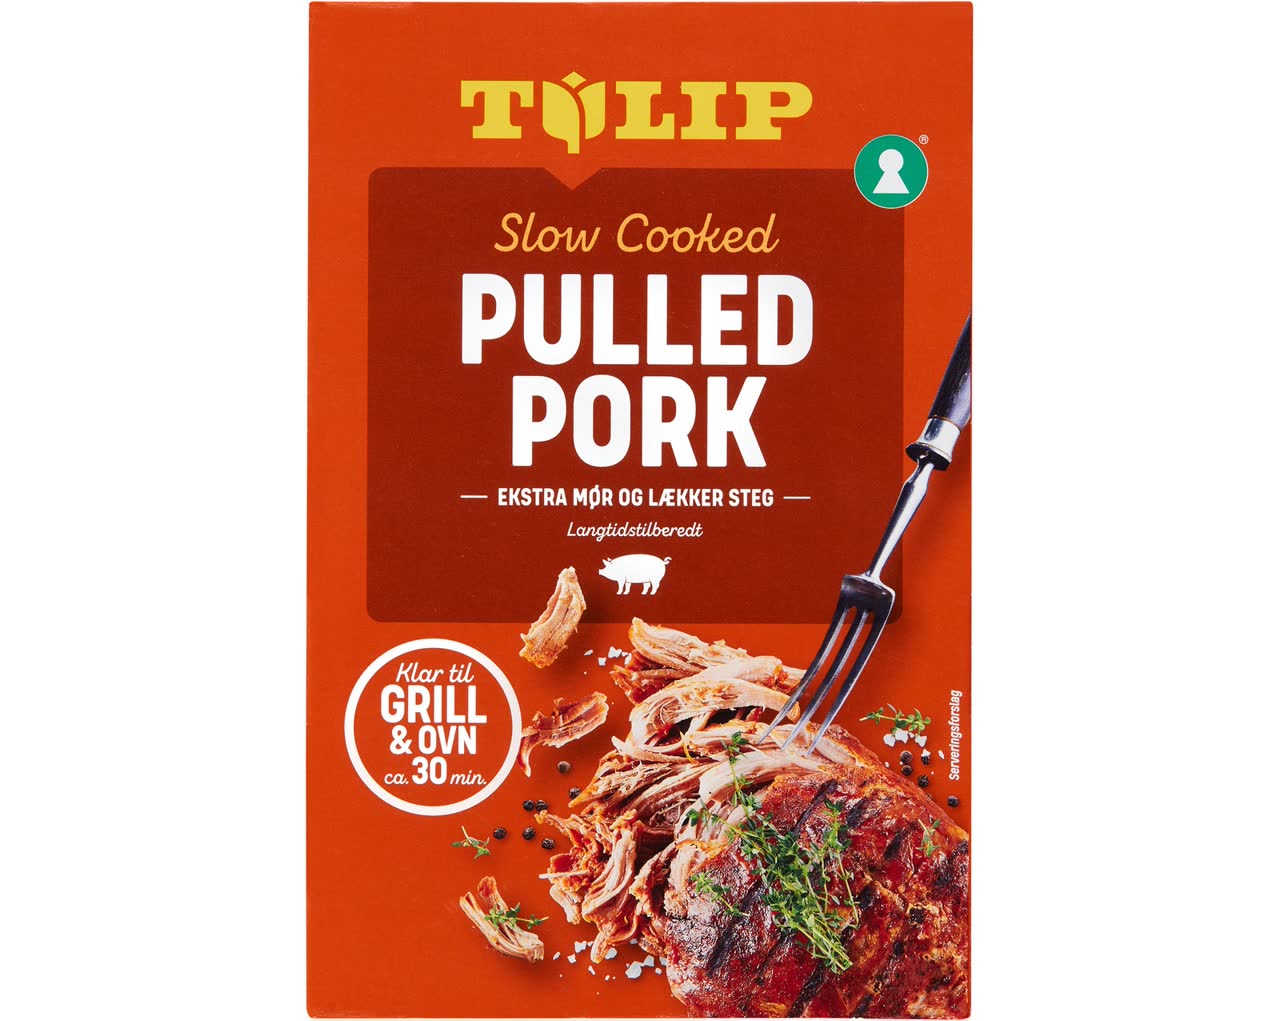 TULIP
®
Slow Cooked
PULLED
PORK
EKSTRA MØR OG LÆKKER STEG
Langtidstilberedt
Klar til
GRILL
& OVN
ca. 30 min.
Serveringsforslag